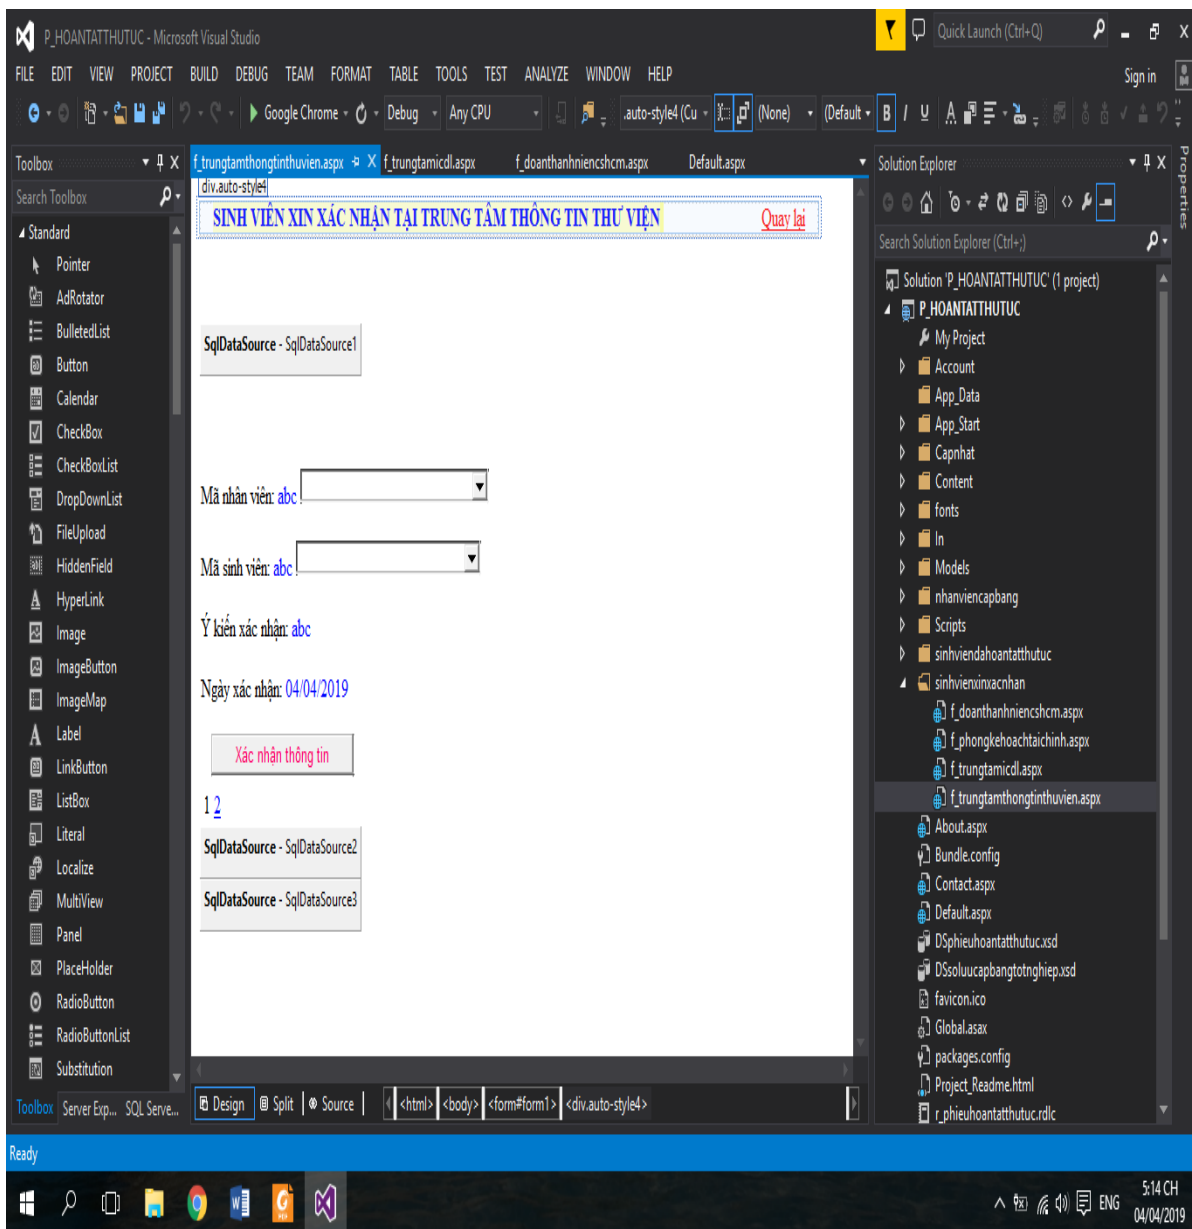 P_HOANTATTHUTUC - Microsoft Visual Studio
Quick Launch (Ctrl+Q)
FILE EDIT VIEW PROJECT BUILD DEBUG TEAM FORMAT TABLE TOOLS TEST ANALYZE WINDOW HELP
Sign in
Google Chrome Debug Any CPU .auto-style4 (Cu (None) (Default B I U A
Toolbox
Search Toolbox
Standard
Pointer
AdRotator
BulletedList
Button
Calendar
CheckBox
CheckBoxList
DropDownList
FileUpload
HiddenField
HyperLink
Image
ImageButton
ImageMap
Label
LinkButton
ListBox
Literal
Localize
MultiView
Panel
PlaceHolder
RadioButton
RadioButtonList
Substitution
Toolbox Server Exp... SQL Serve...
f_trungtamthongtinthuvien.aspx f_trungtamicdl.aspx f_doanthanhniencshcm.aspx Default.aspx
div.auto-style4
SINH VIÊN XIN XÁC NHẬN TẠI TRUNG TÂM THÔNG TIN THƯ VIỆN Quay lại
SqlDataSource - SqlDataSource1
Mã nhân viên: abc
Mã sinh viên: abc
Ý kiến xác nhận: abc
Ngày xác nhận: 04/04/2019
Xác nhận thông tin
1 2
SqlDataSource - SqlDataSource2
SqlDataSource - SqlDataSource3
Design Split Source <html> <body> <form#form1> <div.auto-style4>
Solution Explorer
Search Solution Explorer (Ctrl+;)
Solution 'P_HOANTATTHUTUC' (1 project)
P_HOANTATTHUTUC
My Project
Account
App_Data
App_Start
Capnhat
Content
fonts
In
Models
nhanviencapbang
Scripts
sinhviendahoantatthutuc
sinhvienxinxacnhan
f_doanthanhniencshcm.aspx
f_phongkehoachtaichinh.aspx
f_trungtamicdl.aspx
f_trungtamthongtinthuvien.aspx
About.aspx
Bundle.config
Contact.aspx
Default.aspx
DSphieuhoantatthutuc.xsd
DSsoluucapbangtotnghiep.xsd
favicon.ico
Global.asax
packages.config
Project_Readme.html
r_phieuhoantatthutuc.rdlc
Properties
Ready
ENG
5:14 CH
04/04/2019